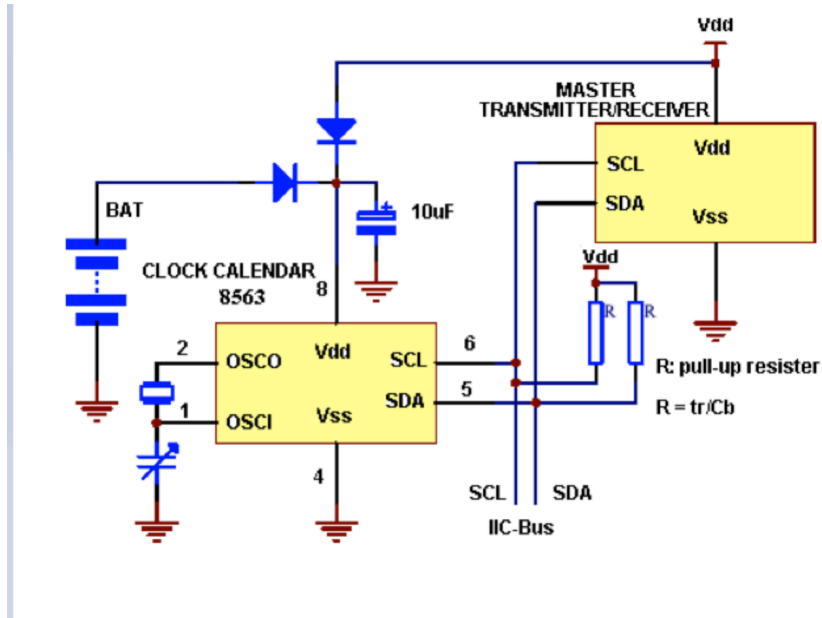 Vdd
MASTER
TRANSMITTER/RECEIVER
Vdd
SCL
SDA
Vss
BAT
10uF
+
CLOCK CALENDAR
8563
8
Vdd
R
R
2
OSCO
Vdd
SCL
6
R: pull-up resister
1
OSCI
Vss
SDA
5
R = tr/Cb
4
SCL
SDA
IIC-Bus